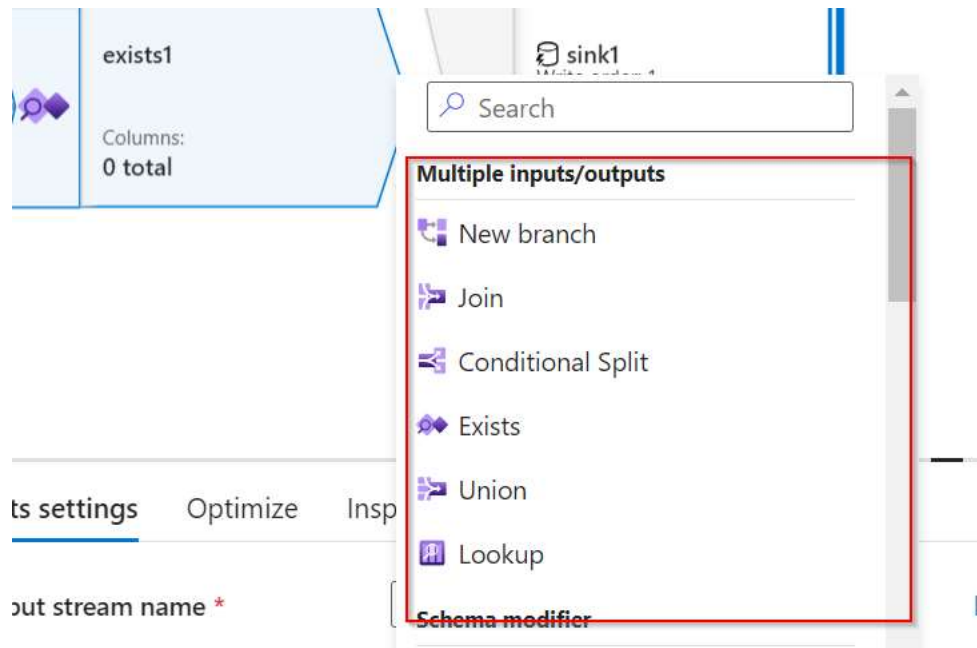 exists1
Columns:
0 total
sink1
Search
Multiple inputs/outputs
New branch
Join
Conditional Split
Exists
Union
Lookup
Schema modifier
ts settings
Optimize
Insp
out stream name *